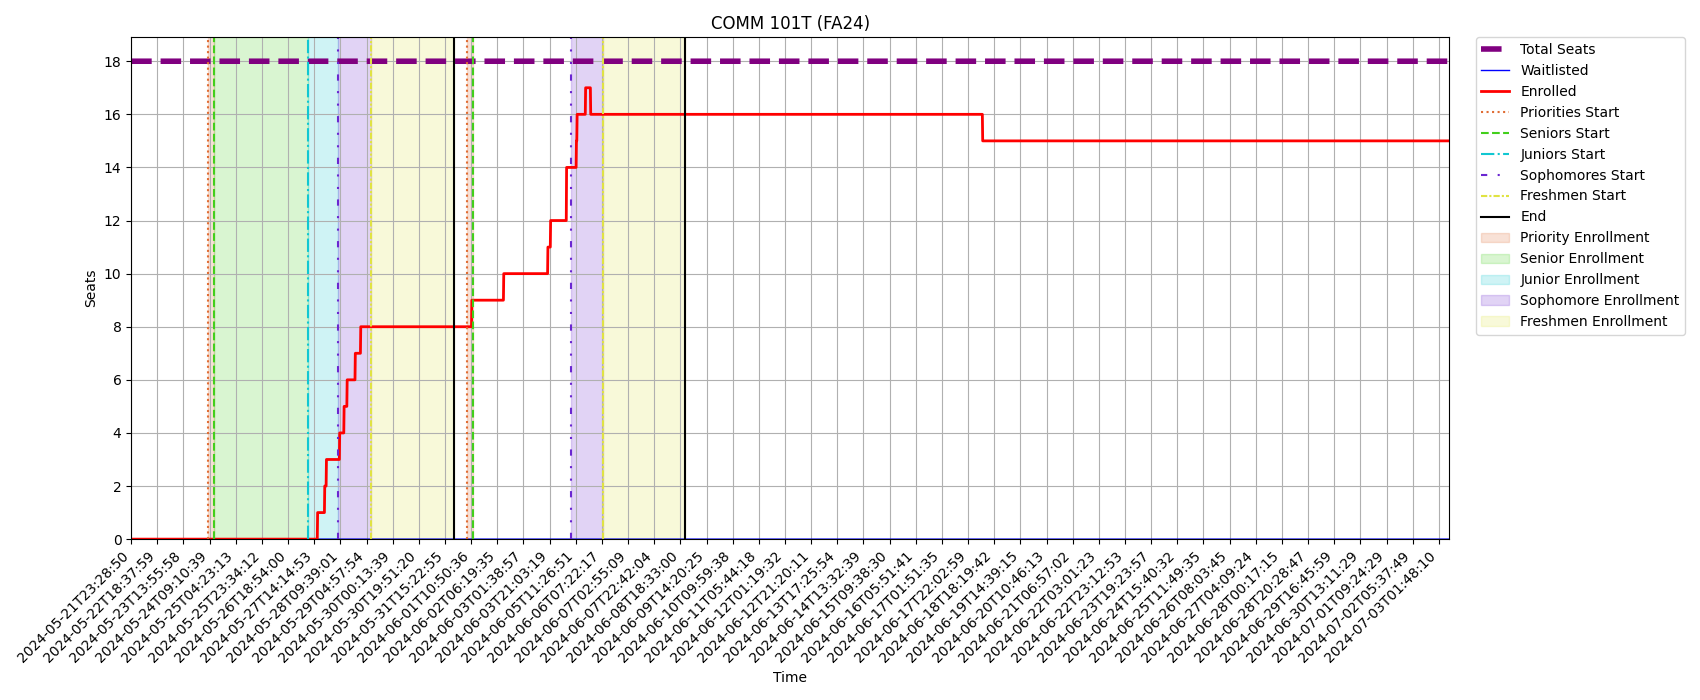 COMM 101T (FA24)
Seats
18
16
14
12
10
8
6
4
2
0
2024-05-21T23:28:50
2024-05-22T18:37:59
2024-05-23T13:55:58
2024-05-24T09:10:39
2024-05-25T04:23:13
2024-05-25T23:34:12
2024-05-26T18:54:00
2024-05-27T14:14:53
2024-05-28T09:39:01
2024-05-29T04:57:54
2024-05-30T00:13:39
2024-05-30T19:51:20
2024-05-31T15:22:55
2024-06-01T10:50:36
2024-06-02T06:19:35
2024-06-03T01:38:57
2024-06-03T21:03:19
2024-06-05T11:26:51
2024-06-06T07:22:17
2024-06-07T02:55:09
2024-06-07T22:42:04
2024-06-08T18:33:00
2024-06-09T14:20:25
2024-06-10T09:59:38
2024-06-11T05:44:18
2024-06-12T01:19:32
2024-06-12T21:20:11
2024-06-13T17:25:54
2024-06-14T13:32:39
2024-06-15T09:38:30
2024-06-16T05:51:41
2024-06-17T01:51:35
2024-06-17T22:02:59
2024-06-18T18:19:42
2024-06-19T14:39:15
2024-06-20T10:46:13
2024-06-21T06:57:02
2024-06-22T03:01:23
2024-06-22T23:12:53
2024-06-23T19:23:57
2024-06-24T15:40:32
2024-06-25T11:49:35
2024-06-26T08:03:45
2024-06-27T04:09:24
2024-06-28T00:17:15
2024-06-28T20:28:47
2024-06-29T16:45:59
2024-06-30T13:11:29
2024-07-01T09:24:29
2024-07-02T05:37:49
2024-07-03T01:48:10
Time
Total Seats
Waitlisted
Enrolled
Priorities Start
Seniors Start
Juniors Start
Sophomores Start
Freshmen Start
End
Priority Enrollment
Senior Enrollment
Junior Enrollment
Sophomore Enrollment
Freshmen Enrollment